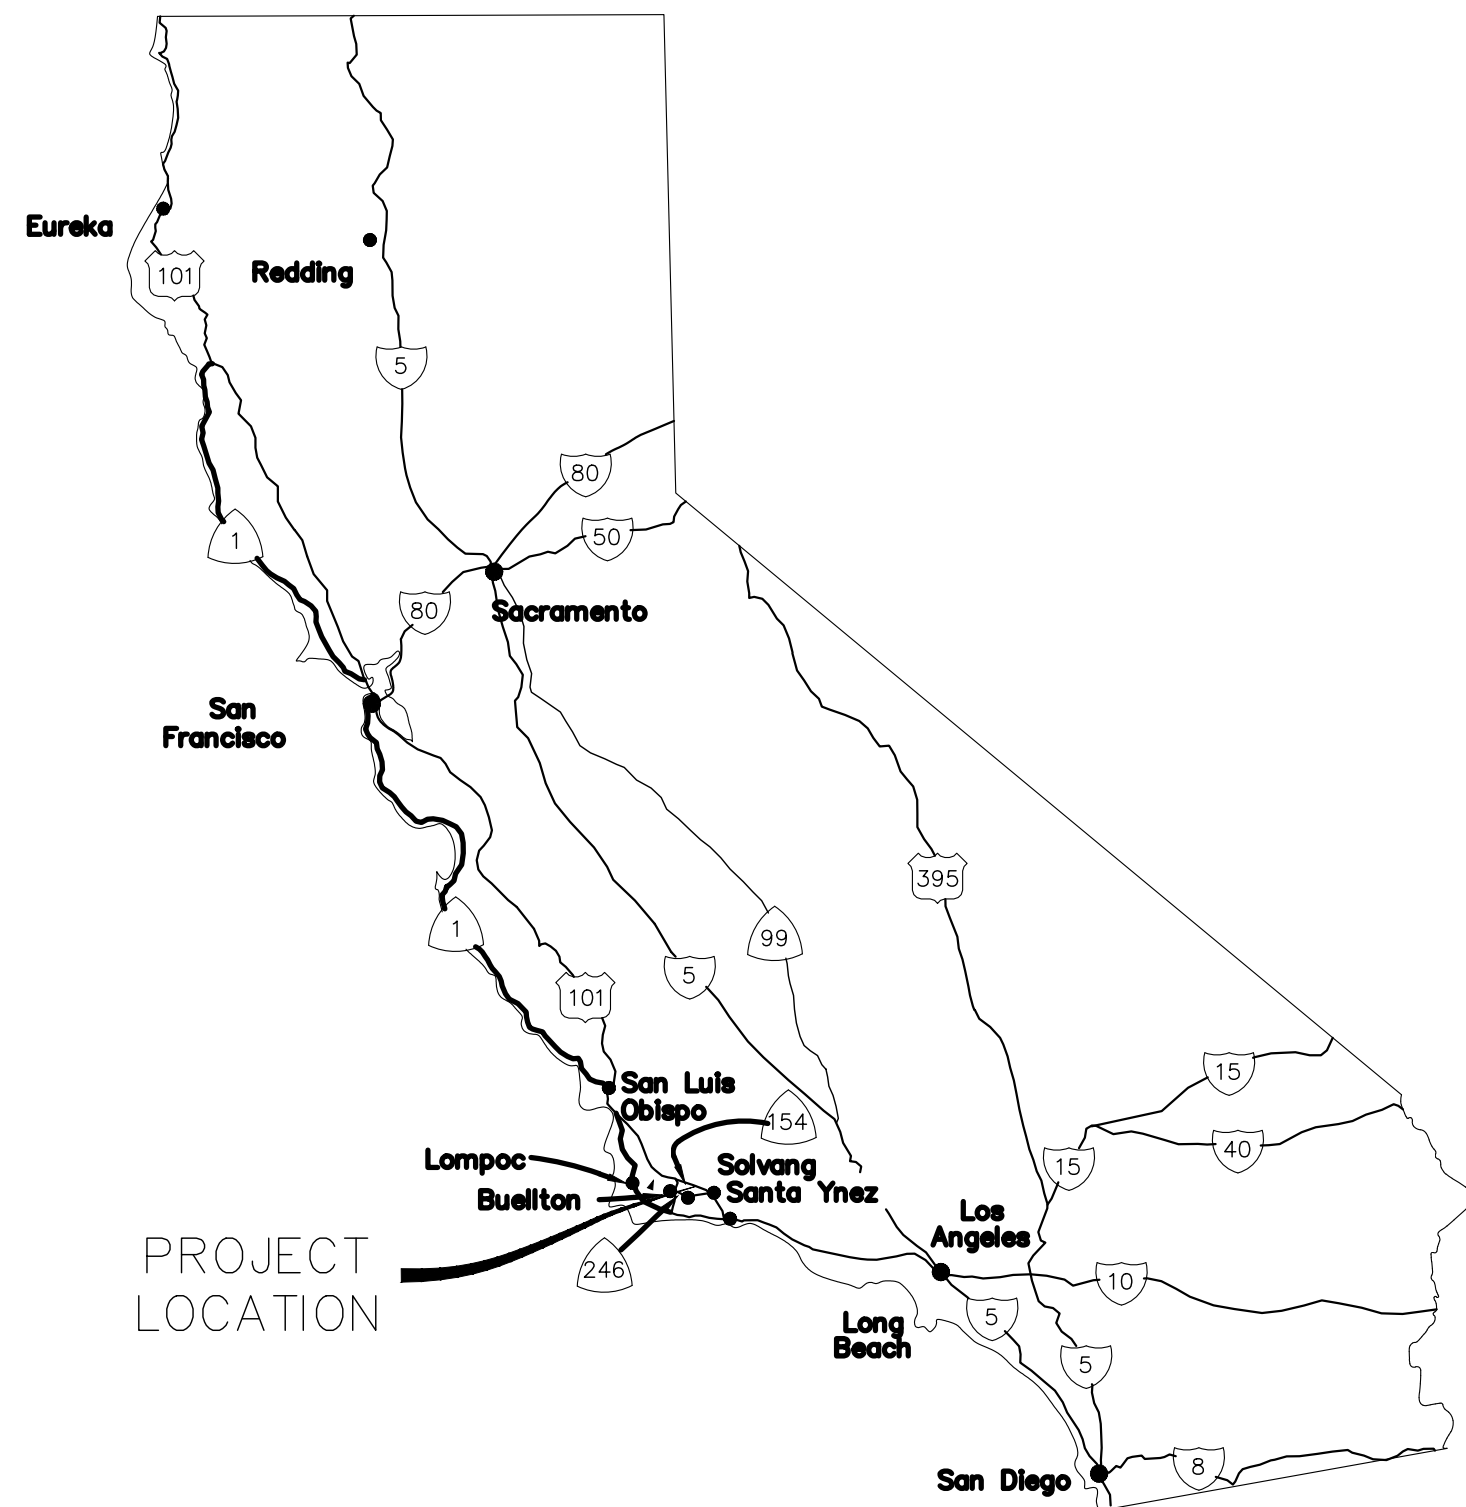 Eureka
101
Redding
5
80
1
50
80
Sacramento
San
Francisco
395
1
99
5
101
15
San Luis
Obispo
154
40
Lompoc
Solvang
15
Buellton
Santa Ynez
Los
Angeles
PROJECT
LOCATION
246
10
5
Long
Beach
5
San Diego
8